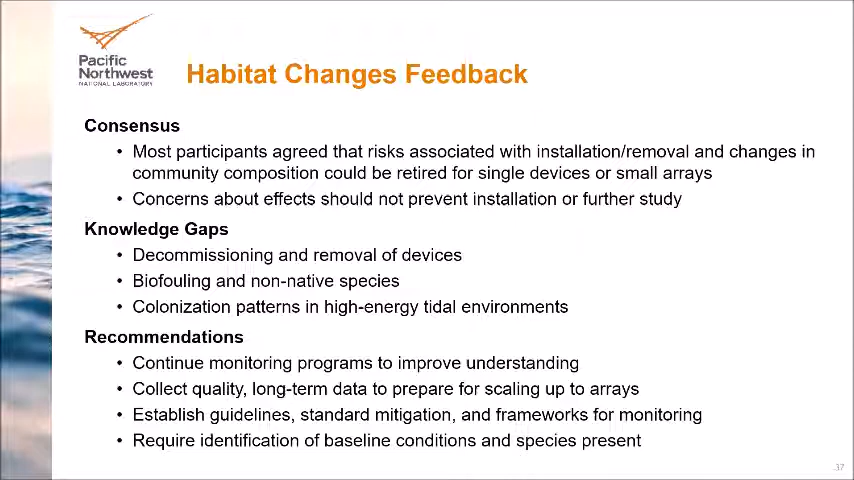 Pacific
Northwest
NATIONAL LABORATORY
Habitat Changes Feedback
Consensus
• Most participants agreed that risks associated with installation/removal and changes in
community composition could be retired for single devices or small arrays
• Concerns about effects should not prevent installation or further study
Knowledge Gaps
• Decommissioning and removal of devices
• Biofouling and non-native species
• Colonization patterns in high-energy tidal environments
Recommendations
• Continue monitoring programs to improve understanding
• Collect quality, long-term data to prepare for scaling up to arrays
• Establish guidelines, standard mitigation, and frameworks for monitoring
• Require identification of baseline conditions and species present
37